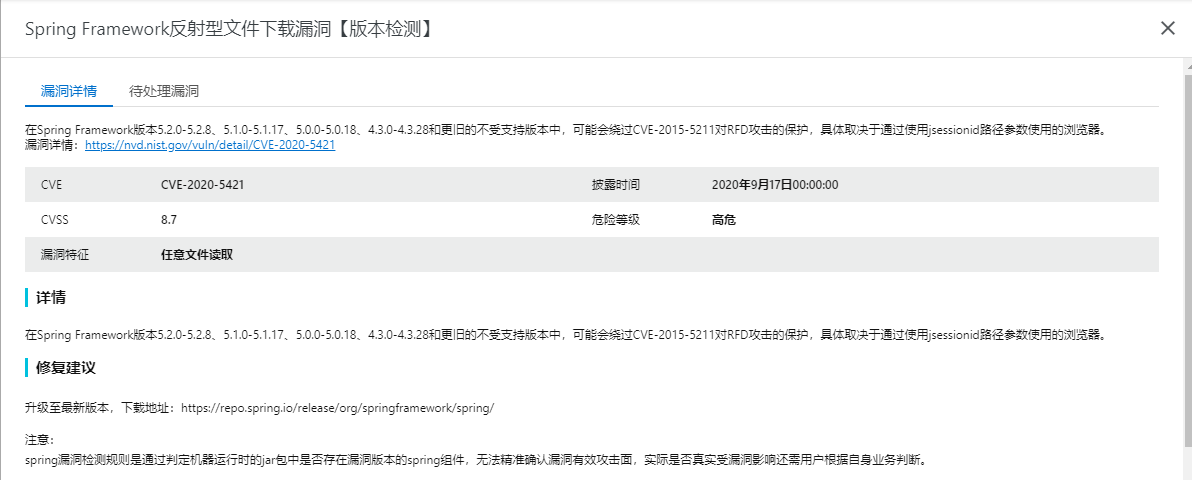 Spring Framework反射型文件下载漏洞【版本检测】
漏洞详情 待处理漏洞
在Spring Framework版本5.2.0-5.2.8、5.1.0-5.1.17、5.0.0-5.0.18、4.3.0-4.3.28和更旧的不受支持版本中，可能会绕过CVE-2015-5211对RFD攻击的保护，具体取决于通过使用jsessionid路径参数使用的浏览器。
漏洞详情：https://nvd.nist.gov/vuln/detail/CVE-2020-5421
CVE CVE-2020-5421 披露时间 2020年9月17日00:00:00
CVSS 8.7 危险等级 高危
漏洞特征 任意文件读取
详情
在Spring Framework版本5.2.0-5.2.8、5.1.0-5.1.17、5.0.0-5.0.18、4.3.0-4.3.28和更旧的不受支持版本中，可能会绕过CVE-2015-5211对RFD攻击的保护，具体取决于通过使用jsessionid路径参数使用的浏览器。
修复建议
升级至最新版本，下载地址：https://repo.spring.io/release/org/springframework/spring/
注意：
spring漏洞检测规则是通过判定机器运行时的jar包中是否存在漏洞版本的spring组件，无法精准确认漏洞有效攻击面，实际是否真实受漏洞影响还需用户根据自身业务判断。